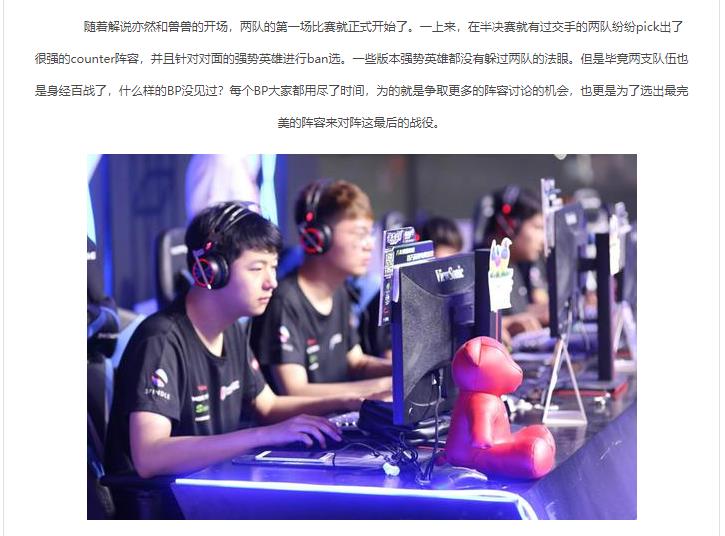 随着解说亦然和兽兽的开场，两队的第一场比赛就正式开始了。一上来，在半决赛就有过交手的两队纷纷pick出了
很强的counter阵容，并且针对对面的强势英雄进行ban选。一些版本强势英雄都没有躲过两队的法眼。但是毕竟两支队伍也
是身经百战了，什么样的BP没见过？每个BP大家都用尽了时间，为的就是争取更多的阵容讨论的机会，也更是为了选出最完
美的阵容来对阵这最后的战役。
ViewSonic